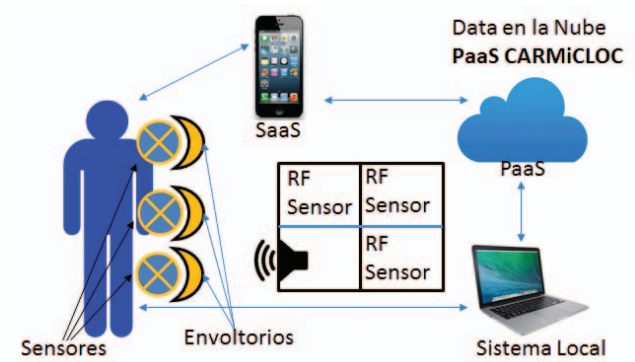 Data en la Nube
PaaS CARMiCLOC
SaaS
PaaS
RF
Sensor
RF
Sensor
RF
Sensor
Sensores
Envoltorios
Sistema Local